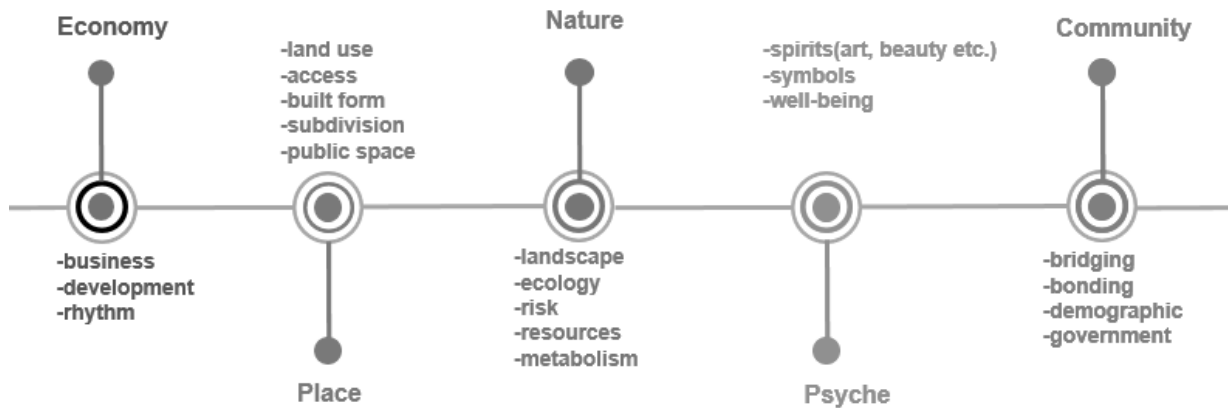 Economy
-business
-development
-rhythm
-land use
-access
-built form
-subdivision
-public space
Place
Nature
-landscape
-ecology
-risk
-resources
-metabolism
-spirits(art, beauty etc.)
-symbols
-well-being
Psyche
Community
-bridging
-bonding
-demographic
-government